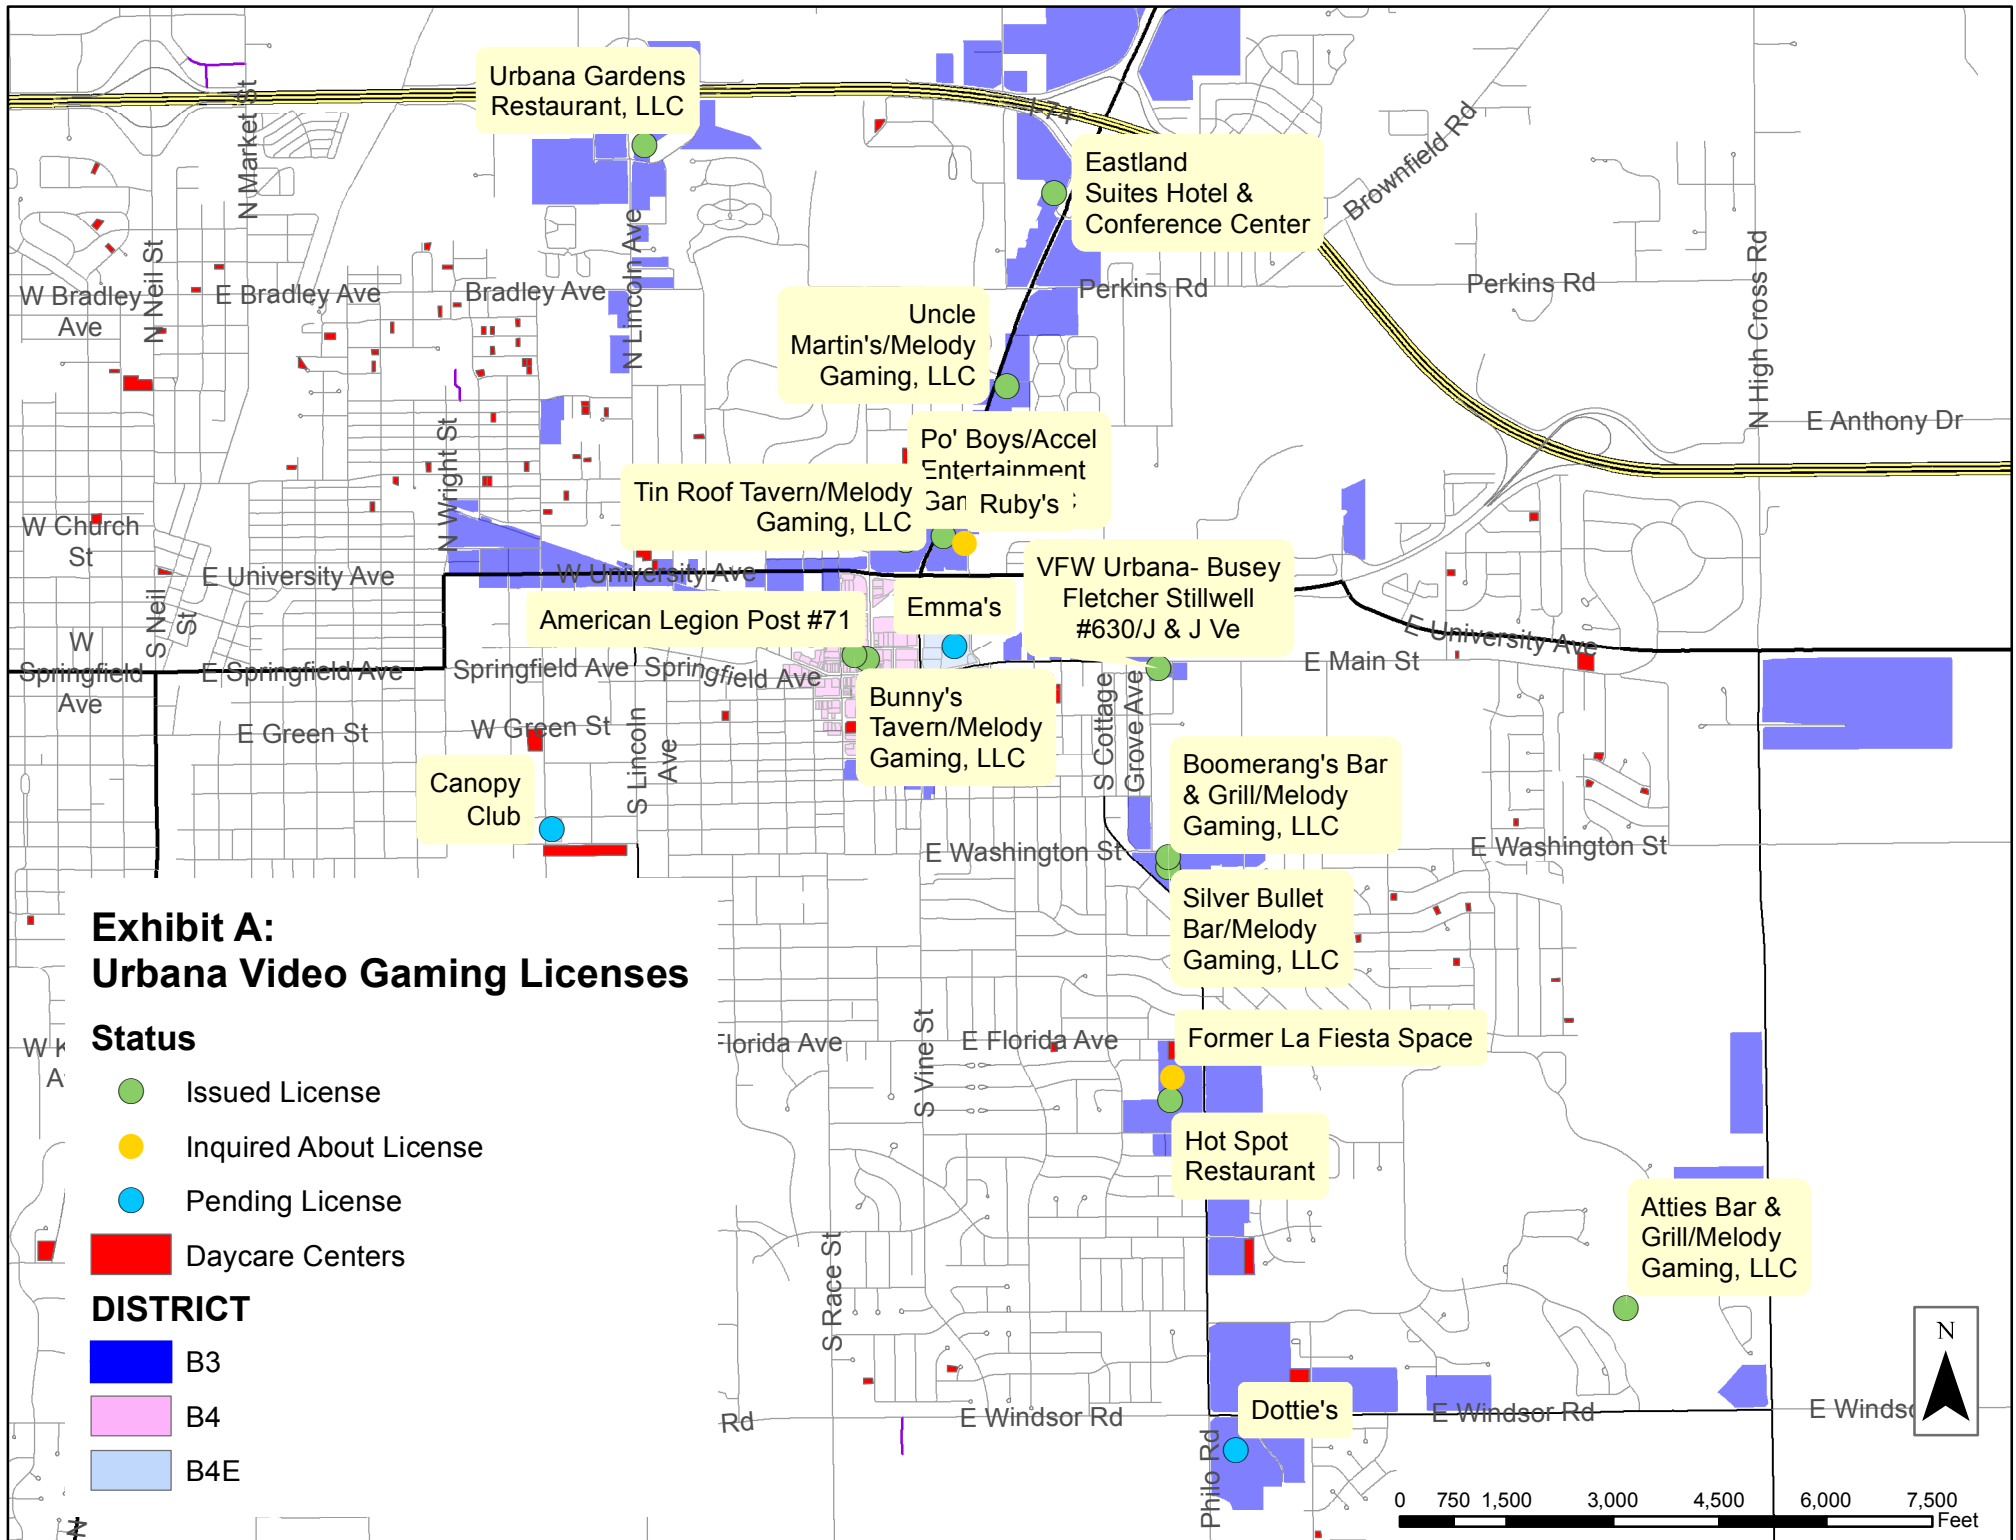 Urbana Gardens
Restaurant, LLC
I-74
N Market St
Brownfield Rd
Eastland
Suites Hotel &
Conference Center
N Neil St
N Lincoln Ave
N High Cross Rd
W Bradley
Ave
E Bradley Ave
Bradley Ave
Perkins Rd
Perkins Rd
Uncle
Martin's/Melody
Gaming, LLC
E Anthony Dr
N Wright St
Po' Boys/Accel
Entertainment
Gam
Ruby's
Tin Roof Tavern/Melody
Gaming, LLC
W Church
St
E University Ave
W University Ave
VFW Urbana- Busey
Fletcher Stillwell
#630/J & J Ve
American Legion Post #71
Emma's
E University Ave
S Neil
St
W
Springfield
Ave
E Springfield Ave
Springfield Ave
Springfield Ave
E Main St
Bunny's
Tavern/Melody
Gaming, LLC
S Cottage
Grove Ave
E Green St
W Green St
S Lincoln
Ave
Canopy
Club
Boomerang's Bar
& Grill/Melody
Gaming, LLC
E Washington St
E Washington St
Silver Bullet
Bar/Melody
Gaming, LLC
Exhibit A:
Urbana Video Gaming Licenses
Status
Issued License
Inquired About License
Pending License
Daycare Centers
DISTRICT
B3
B4
B4E
W K
A
Florida Ave
S Vine St
E Florida Ave
Former La Fiesta Space
Hot Spot
Restaurant
Atties Bar &
Grill/Melody
Gaming, LLC
S Race St
N
Dottie's
Rd
E Windsor Rd
E Windsor Rd
E Windso
Philo Rd
0 750 1,500 3,000 4,500 6,000 7,500
Feet